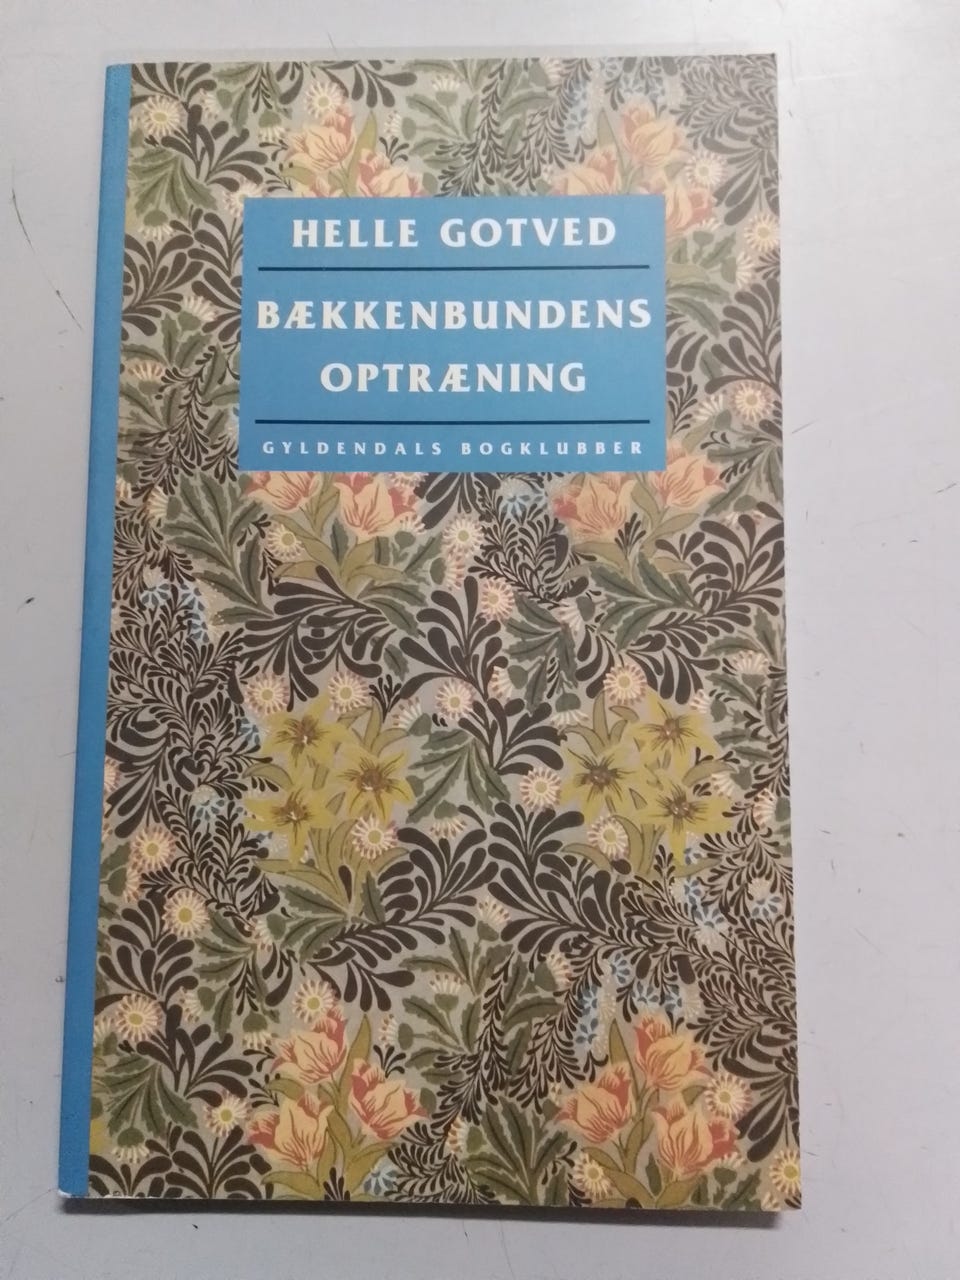 HELLE GOTVED
BÆKKENBUNDENS
OPTRÆNING
GYLDENDALS BOGKLUBBER